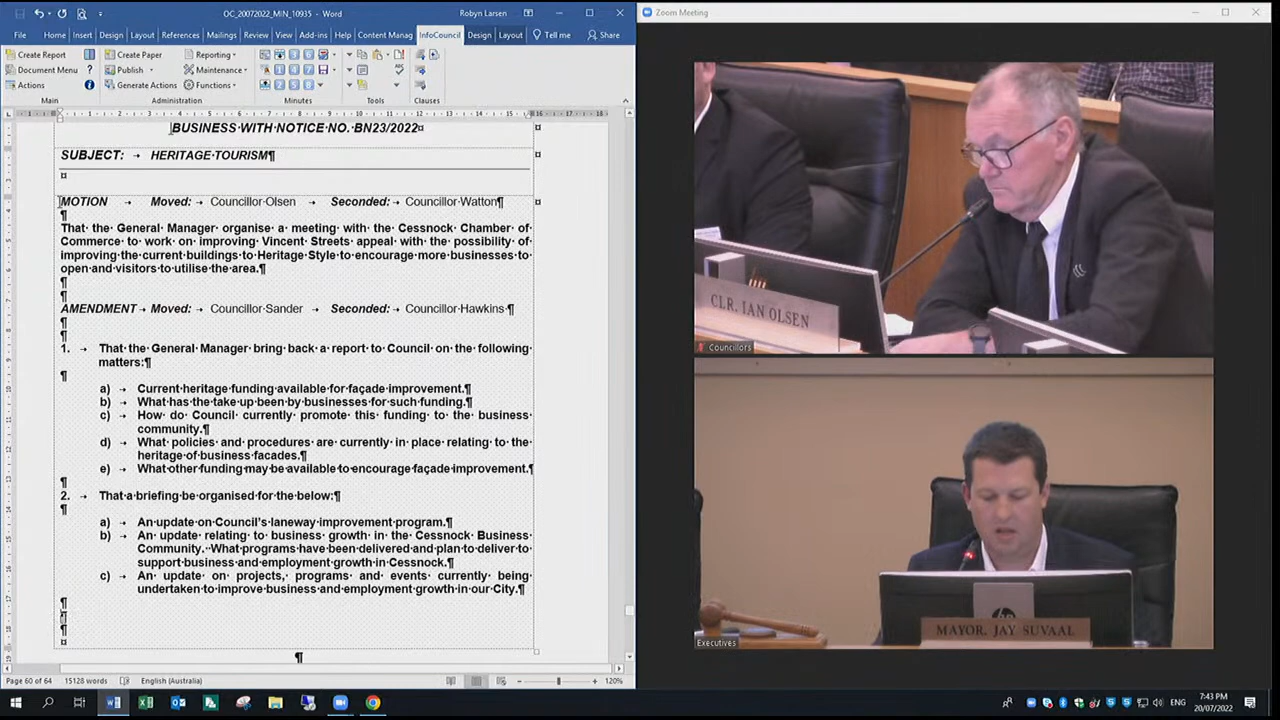 OC_20072022_MIN_10935 - Word
Robyn Larsen
File Home Insert Design Layout References Mailings Review View Add-ins Help Content Manag InfoCouncil Design Layout Tell me Share
Create Report
Document Menu
Actions
Main
Create Paper
Publish
Generate Actions
Reporting
Maintenance
Functions
Administration
Minutes
Tools
Clauses
BUSINESS WITH NOTICE NO. BN23/2022
SUBJECT: HERITAGE TOURISM
MOTION Moved: Councillor Olsen Seconded: Councillor Watton
That the General Manager organise a meeting with the Cessnock Chamber of
Commerce to work on improving Vincent Streets appeal with the possibility of
improving the current buildings to Heritage Style to encourage more businesses to
open and visitors to utilise the area.
AMENDMENT Moved: Councillor Sander Seconded: Councillor Hawkins
1. That the General Manager bring back a report to Council on the following
matters:
a) Current heritage funding available for façade improvement.
b) What has the take up been by businesses for such funding.
c) How do Council currently promote this funding to the business
community.
d) What policies and procedures are currently in place relating to the
heritage of business facades.
e) What other funding may be available to encourage façade improvement.
2. That a briefing be organised for the below:
a) An update on Council's laneway improvement program.
b) An update relating to business growth in the Cessnock Business
Community. What programs have been delivered and plan to deliver to
support business and employment growth in Cessnock.
c) An update on projects, programs and events currently being
undertaken to improve business and employment growth in our City.
Page 60 of 64 15128 words English (Australia) 120%
Zoom Meeting
CLR. IAN OLSEN
Councillors
hp
MAYOR. JAY SUVAAL
Executives
ENG
7:43 PM
20/07/2022